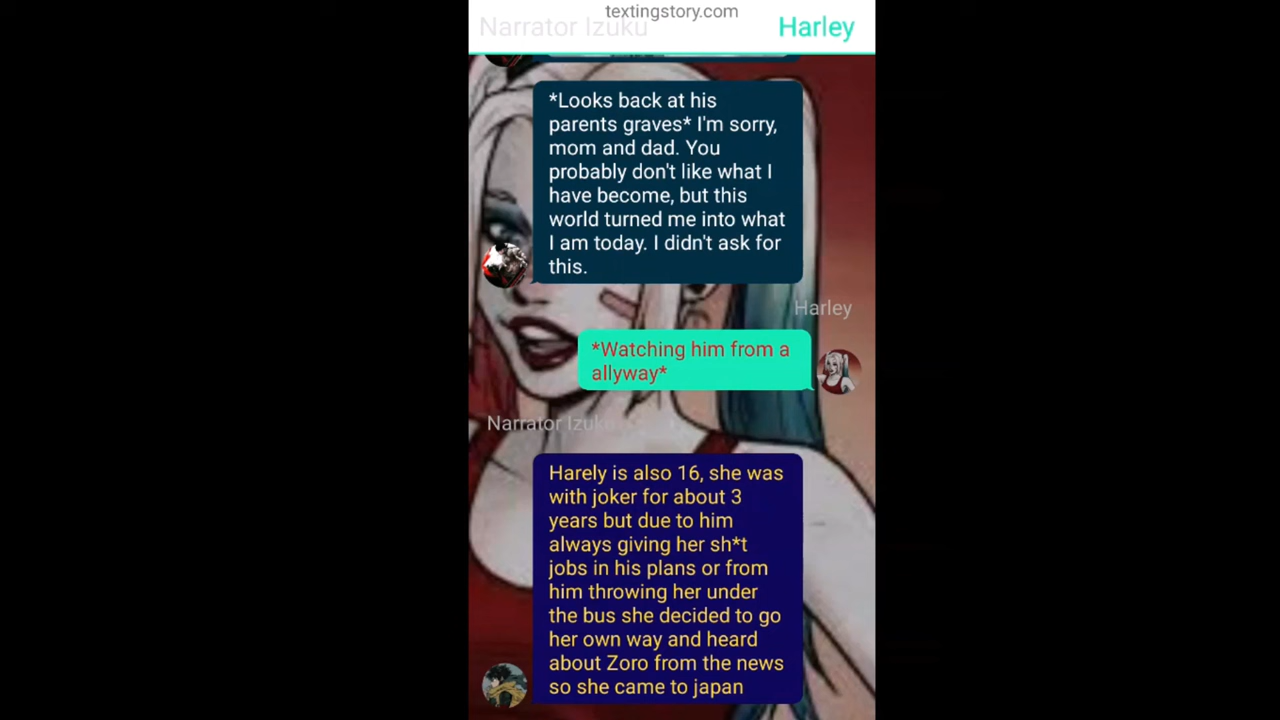 textingstory.com
Narrator Izuku
Harley
*Looks back at his
parents graves* I'm sorry,
mom and dad. You
probably don't like what I
have become, but this
world turned me into what
I am today. I didn't ask for
this.
Harley
*Watching him from a
allyway*
Narrator Izuku
Harely is also 16, she was
with joker for about 3
years but due to him
always giving her sh*t
jobs in his plans or from
him throwing her under
the bus she decided to go
her own way and heard
about Zoro from the news
so she came to japan